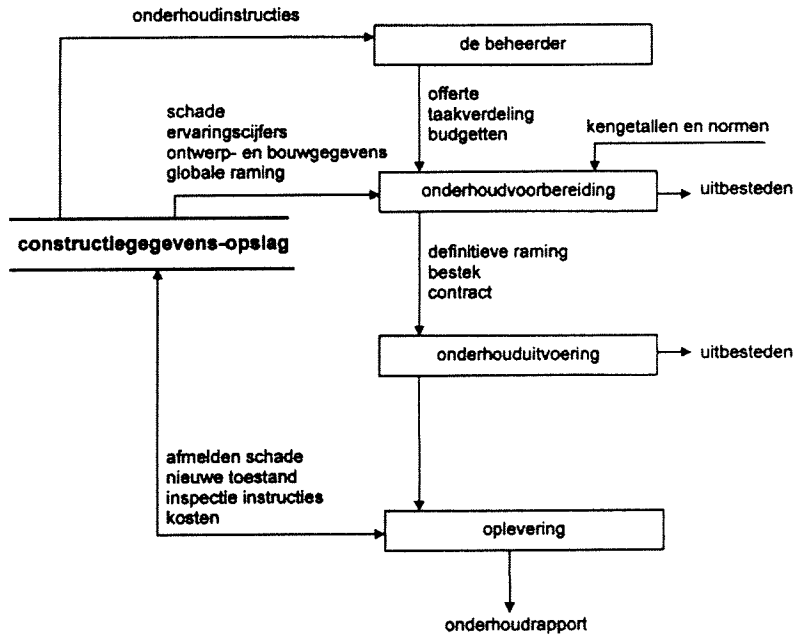 onderhoudinstructies
de beheerder
offerte
taakverdeling
budgetten
schade
ervaringscijfers
ontwerp- en bouwgegevens
globale raming
kengetallen en normen
onderhoudvoorbereiding
uitbesteden
constructiegegevens-opslag
definitieve raming
bestek
contract
onderhouduitvoering
uitbesteden
afmelden schade
nieuwe toestand
inspectie instructies
kosten
oplevering
onderhoudrapport